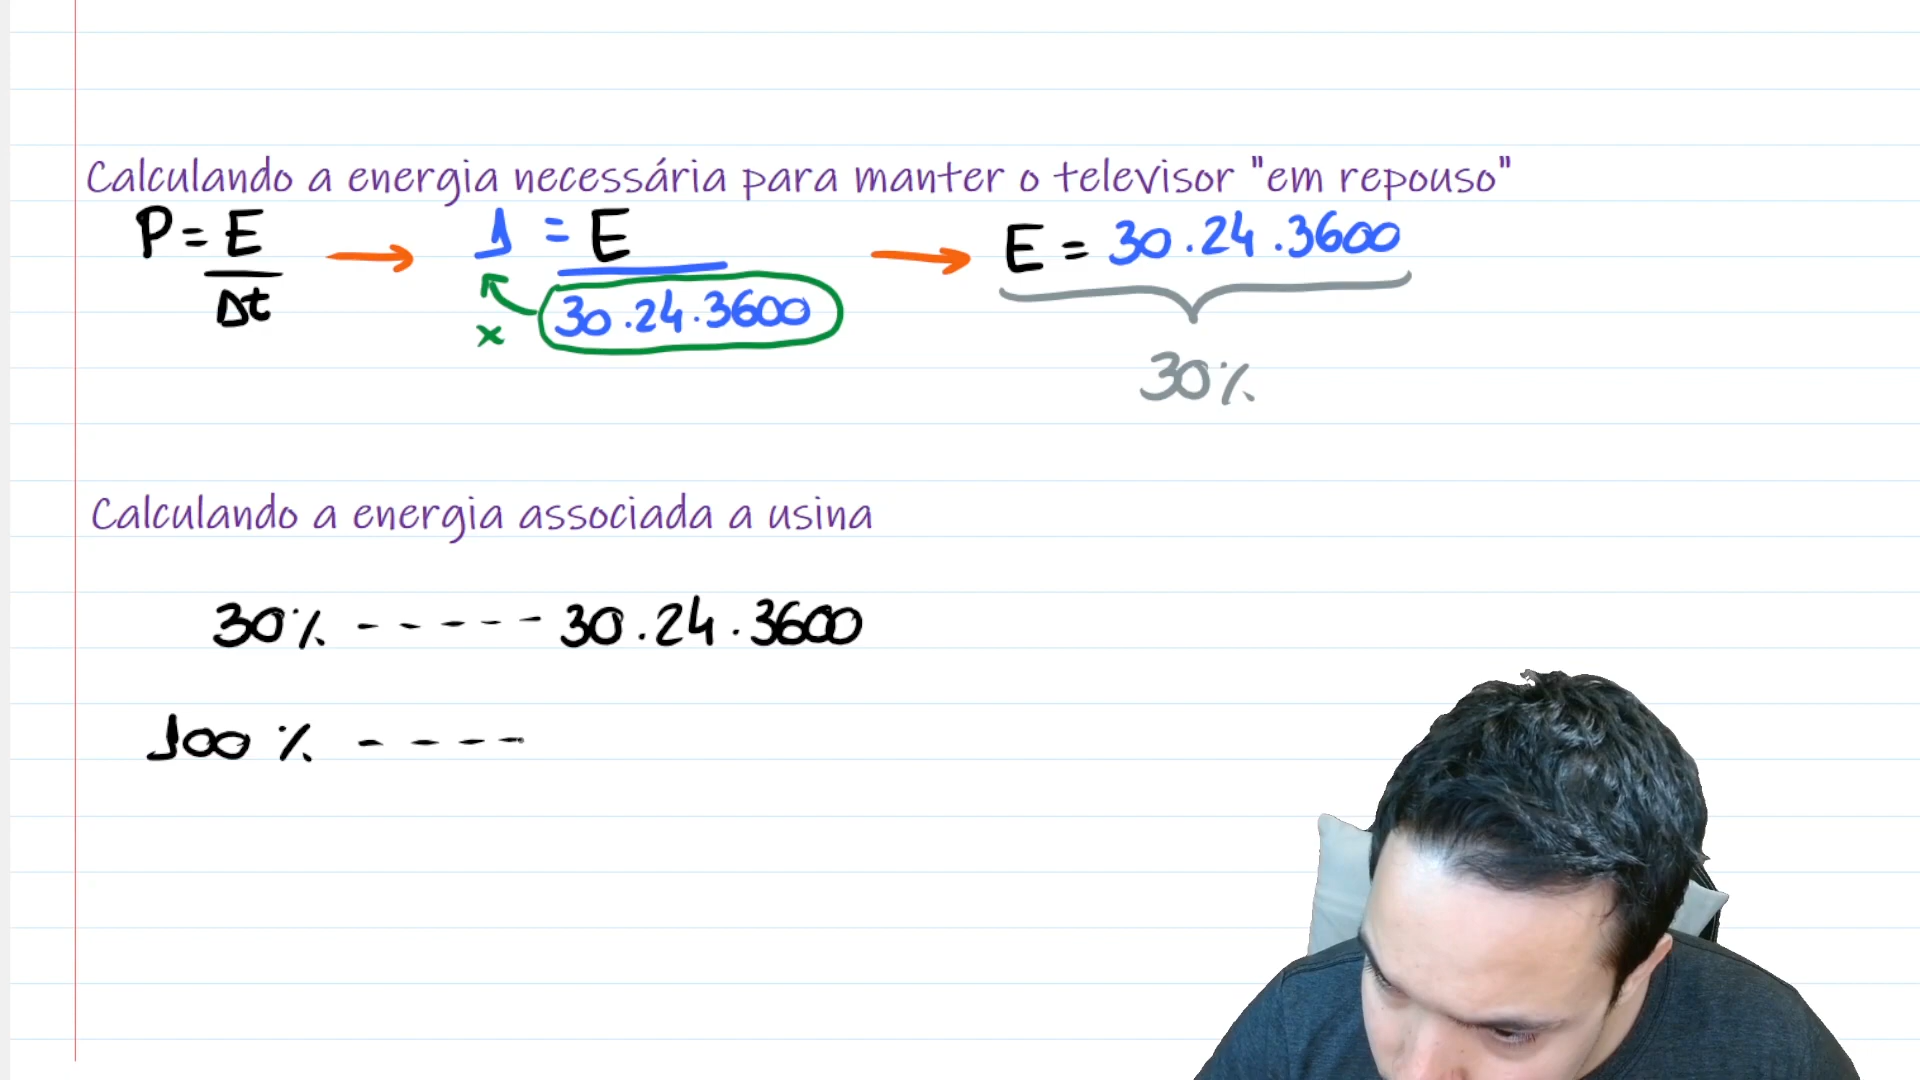 Calculando a energia necessária para manter o televisor "em repouso"
P = E / Δt → 1 = E / 30.24.3600 → E = 30.24.3600
x
30%
Calculando a energia associada a usina
30% ----- 30.24.3600
100% ----